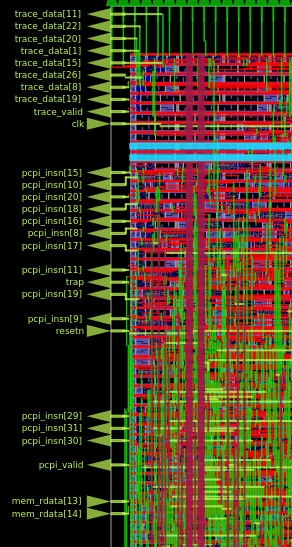 trace_data[11]
trace_data[22]
trace_data[20]
trace_data[1]
trace_data[15]
trace_data[26]
trace_data[8]
trace_data[19]
trace_valid
clk
pcpi_insn[15]
pcpi_insn[10]
pcpi_insn[20]
pcpi_insn[18]
pcpi_insn[16]
pcpi_insn[8]
pcpi_insn[17]
pcpi_insn[11]
trap
pcpi_insn[19]
pcpi_insn[9]
resetn
pcpi_insn[29]
pcpi_insn[31]
pcpi_insn[30]
pcpi_valid
mem_rdata[13]
mem_rdata[14]